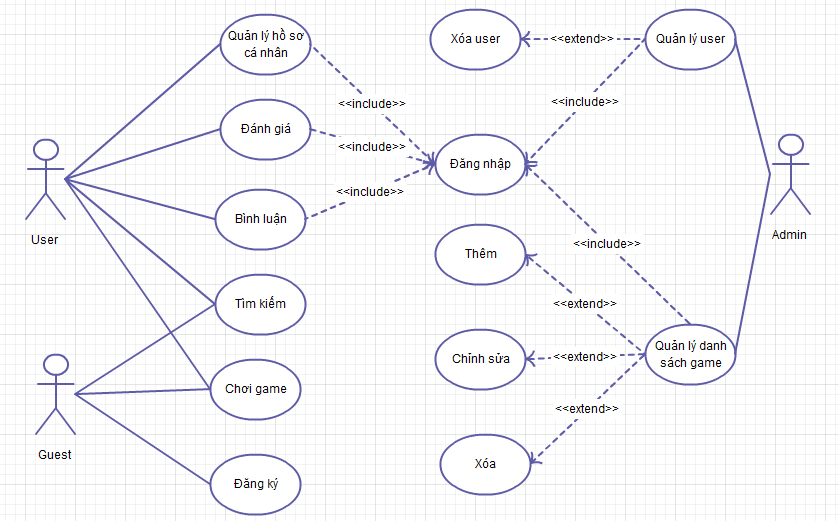 Quản lý hồ sơ
cá nhân
Xóa user
<<extend>>
Quản lý user
<<include>>
<<include>>
Đánh giá
<<include>>
Đăng nhập
<<include>>
Bình luận
User
Admin
<<include>>
Thêm
Tìm kiếm
<<extend>>
Chỉnh sửa
<<extend>>
Quản lý danh
sách game
Chơi game
<<extend>>
Guest
Xóa
Đăng ký